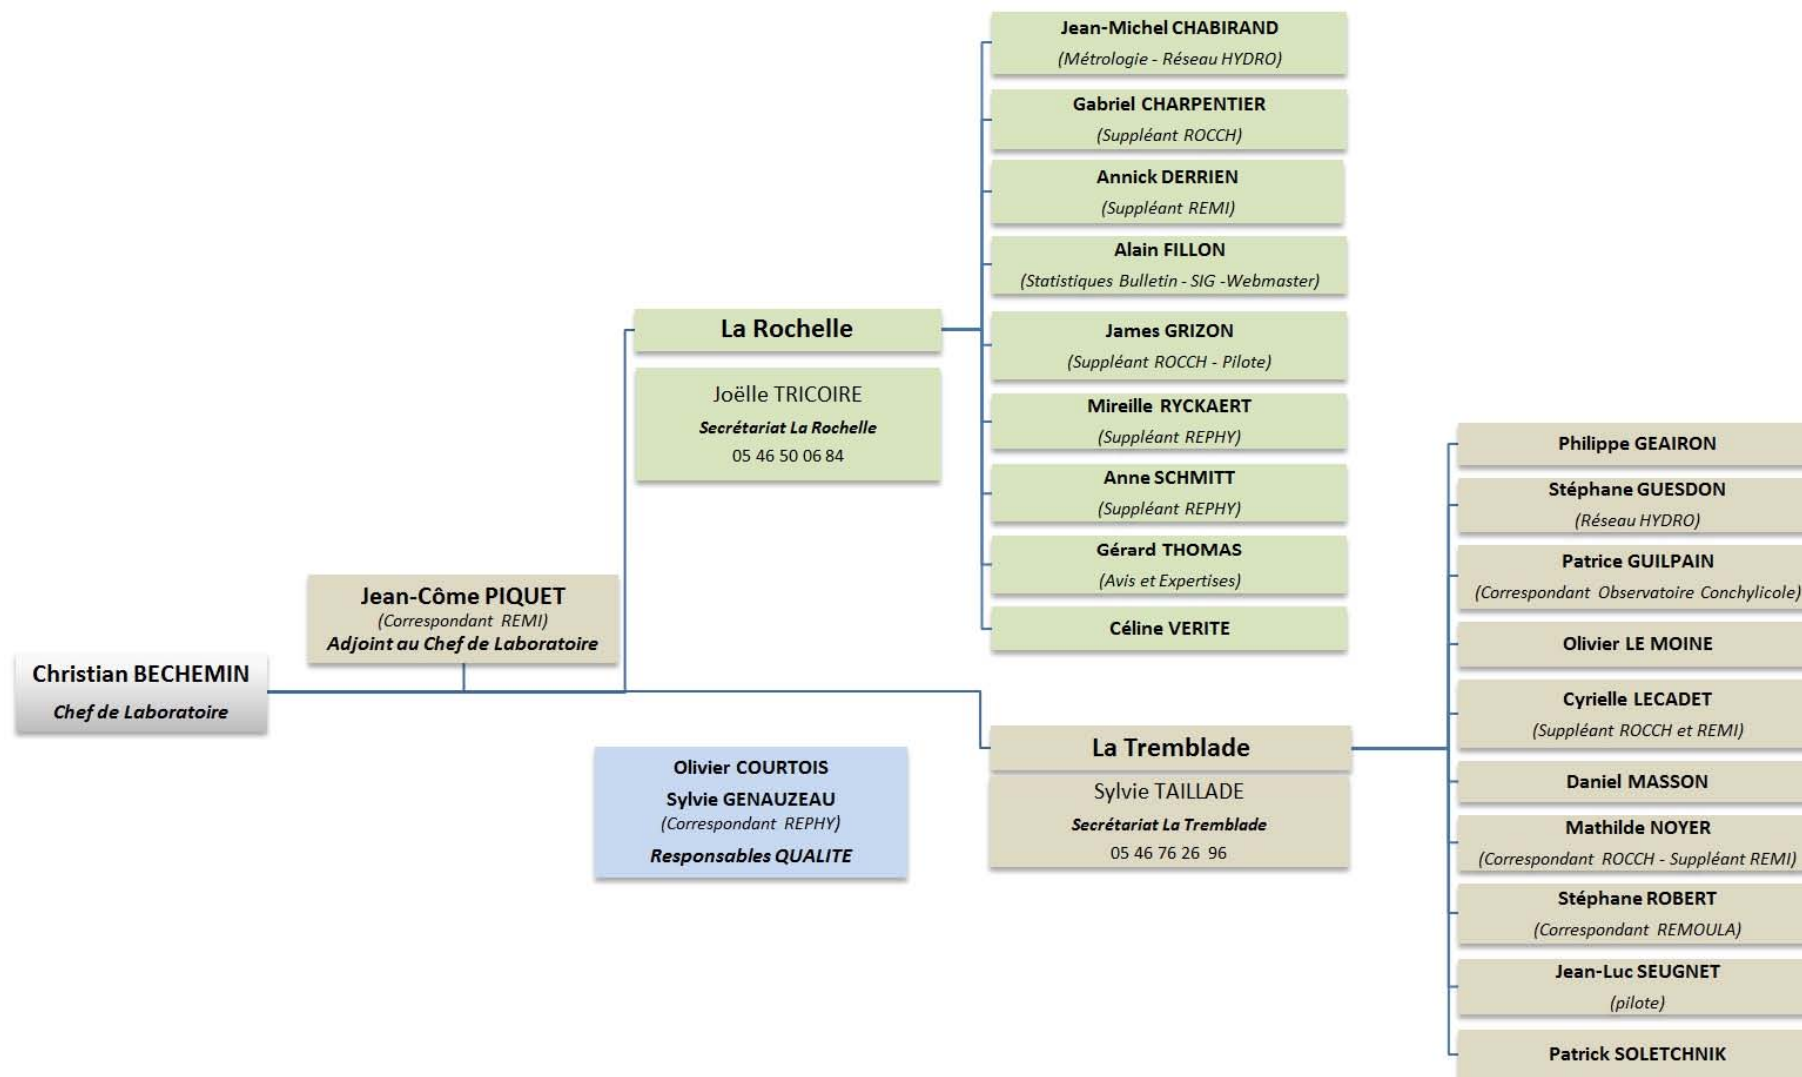 Christian BECHEMIN
Chef de Laboratoire
Jean-Côme PIQUET
(Correspondant REMI)
Adjoint au Chef de Laboratoire
La Rochelle
Joëlle TRICOIRE
Secrétariat La Rochelle
05 46 50 06 84
Jean-Michel CHABIRAND
(Métrologie - Réseau HYDRO)
Gabriel CHARPENTIER
(Suppléant ROCCH)
Annick DERRIEN
(Suppléant REMI)
Alain FILLON
(Statistiques Bulletin - SIG -Webmaster)
James GRIZON
(Suppléant ROCCH - Pilote)
Mireille RYCKAERT
(Suppléant REPHY)
Anne SCHMITT
(Suppléant REPHY)
Gérard THOMAS
(Avis et Expertises)
Céline VERITE
Olivier COURTOIS
Sylvie GENAUZEAU
(Correspondant REPHY)
Responsables QUALITE
La Tremblade
Sylvie TAILLADE
Secrétariat La Tremblade
05 46 76 26 96
Philippe GEAIRON
Stéphane GUESDON
(Réseau HYDRO)
Patrice GUILPAIN
(Correspondant Observatoire Conchylicole)
Olivier LE MOINE
Cyrielle LECADET
(Suppléant ROCCH et REMI)
Daniel MASSON
Mathilde NOYER
(Correspondant ROCCH - Suppléant REMI)
Stéphane ROBERT
(Correspondant REMOULA)
Jean-Luc SEUGNET
(pilote)
Patrick SOLETCHNIK